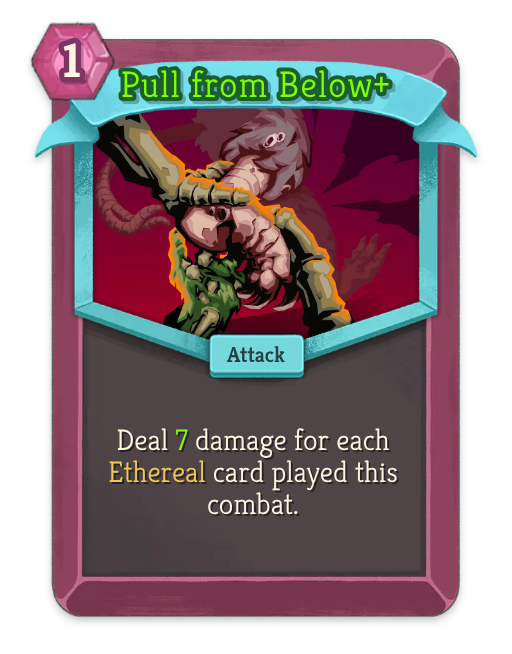 1
Pull from Below+
Attack
Deal 7 damage for each
Ethereal card played this
combat.